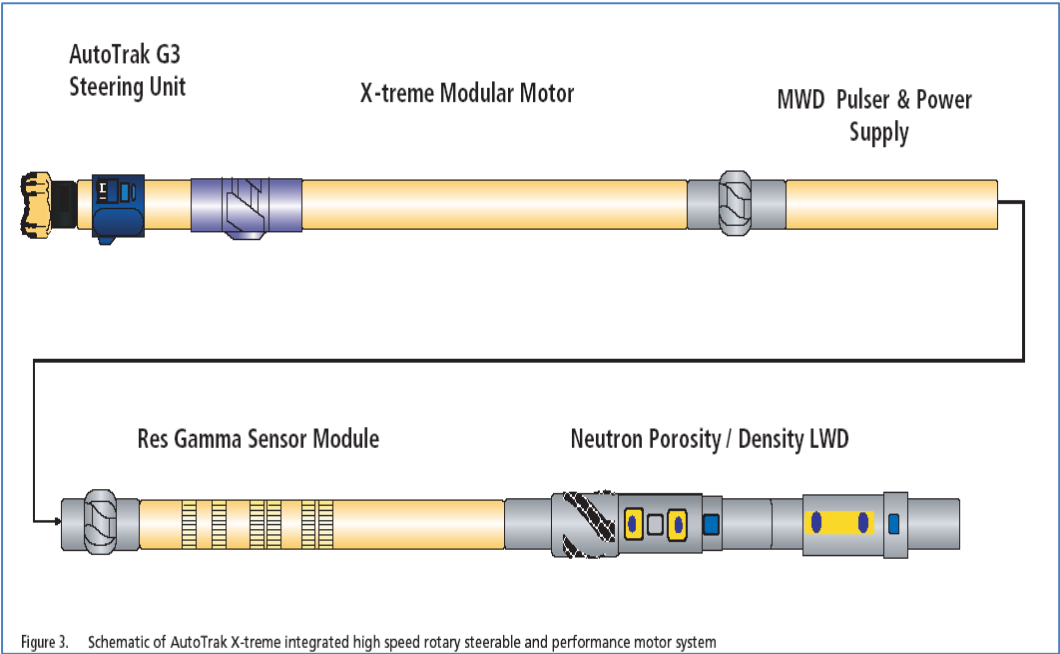 AutoTrak G3
Steering Unit
X-treme Modular Motor
MWD Pulser & Power
Supply
Res Gamma Sensor Module
Neutron Porosity / Density LWD
Figure 3. Schematic of AutoTrak X-treme integrated high speed rotary steerable and performance motor system